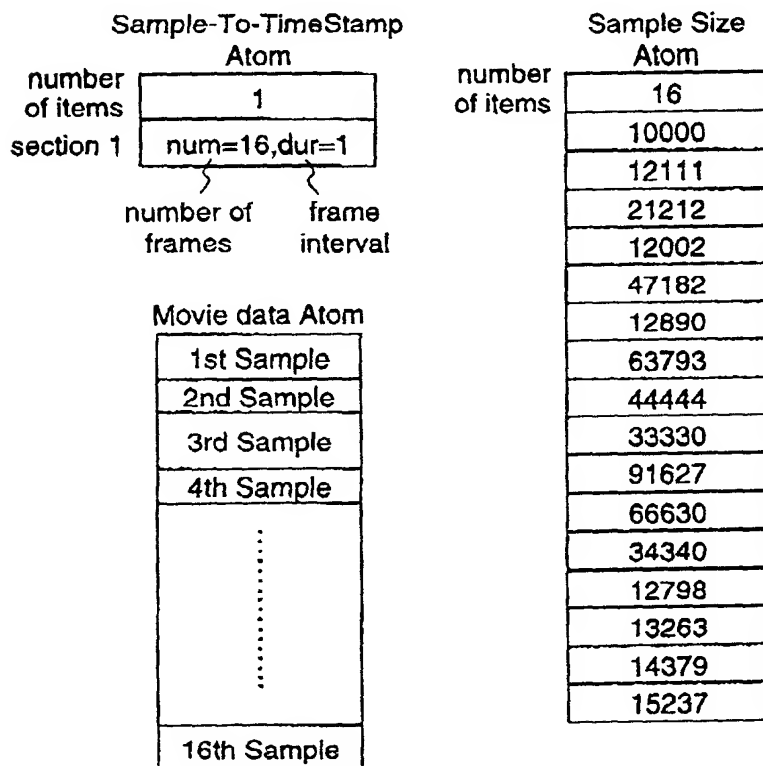 Sample-To-TimeStamp
Atom
number
of items
1
section 1
num=16,dur=1
number of
frames
frame
interval
Movie data Atom
1st Sample
2nd Sample
3rd Sample
4th Sample
16th Sample
Sample Size
Atom
number
of items
16
10000
12111
21212
12002
47182
12890
63793
44444
33330
91627
66630
34340
12798
13263
14379
15237